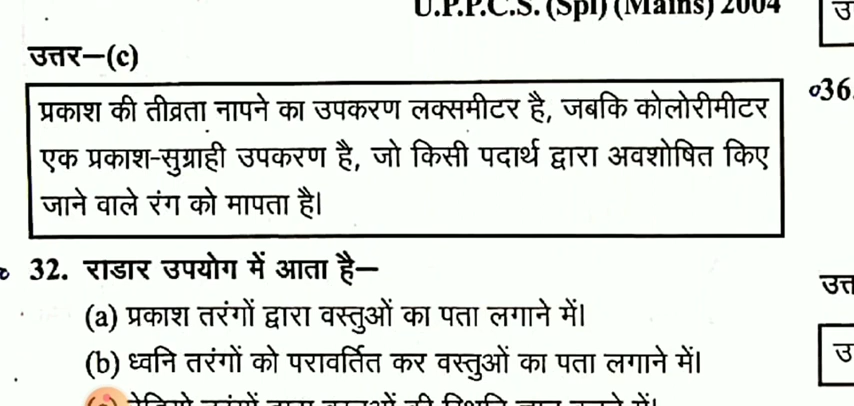 U.P.P.C.S. (Spl) (Mains) 2004
उत्तर–(c)
प्रकाश की तीव्रता नापने का उपकरण लक्समीटर है, जबकि कोलोरीमीटर
एक प्रकाश-सुग्राही उपकरण है, जो किसी पदार्थ द्वारा अवशोषित किए
जाने वाले रंग को मापता है।
32. राडार उपयोग में आता है–
(a) प्रकाश तरंगों द्वारा वस्तुओं का पता लगाने में।
(b) ध्वनि तरंगों को परावर्तित कर वस्तुओं का पता लगाने में।
36.